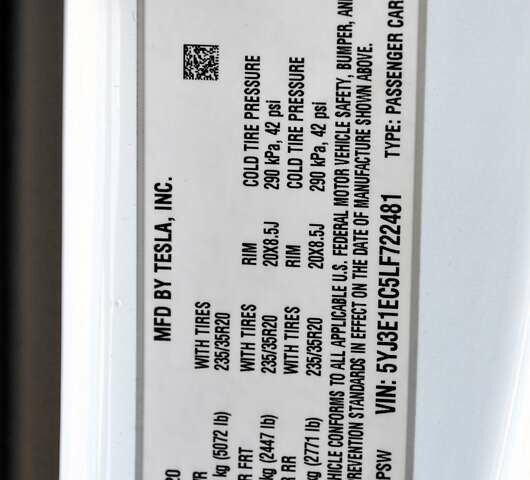 20
MFD BY TESLA, INC.
WITH TIRES RIM COLD TIRE PRESSURE
kg (5072 lb) 235/35R20 20X8.5J 290 kPa, 42 psi
FRT WITH TIRES RIM COLD TIRE PRESSURE
kg (2447 lb) 235/35R20 20X8.5J 290 kPa, 42 psi
RR WITH TIRES
(2771 lb) 235/35R20
VEHICLE CONFORMS TO ALL APPLICABLE U.S. FEDERAL MOTOR VEHICLE SAFETY, BUMPER, AN
PREVENTION STANDARDS IN EFFECT ON THE DATE OF MANUFACTURE SHOWN ABOVE.
PSW VIN: 5YJ3E1EC5LF722481 TYPE: PASSENGER CAR